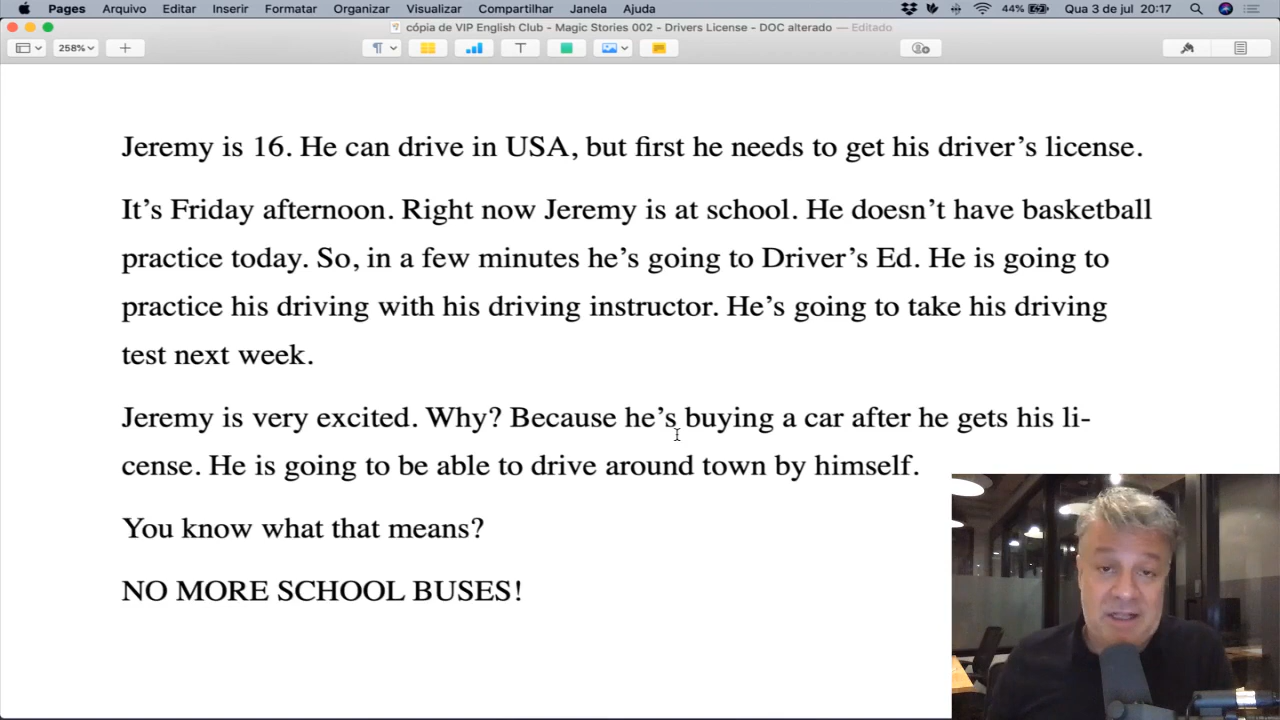 Pages Arquivo Editar Inserir Formatar Organizar Visualizar Compartilhar Janela Ajuda 44% Qua 3 de jul 20:17
cópia de VIP English Club - Magic Stories 002 - Drivers License - DOC alterado — Editado
258%
Jeremy is 16. He can drive in USA, but first he needs to get his driver’s license.
It’s Friday afternoon. Right now Jeremy is at school. He doesn’t have basketball
practice today. So, in a few minutes he’s going to Driver’s Ed. He is going to
practice his driving with his driving instructor. He’s going to take his driving
test next week.
Jeremy is very excited. Why? Because he’s buying a car after he gets his li-
cense. He is going to be able to drive around town by himself.
You know what that means?
NO MORE SCHOOL BUSES!